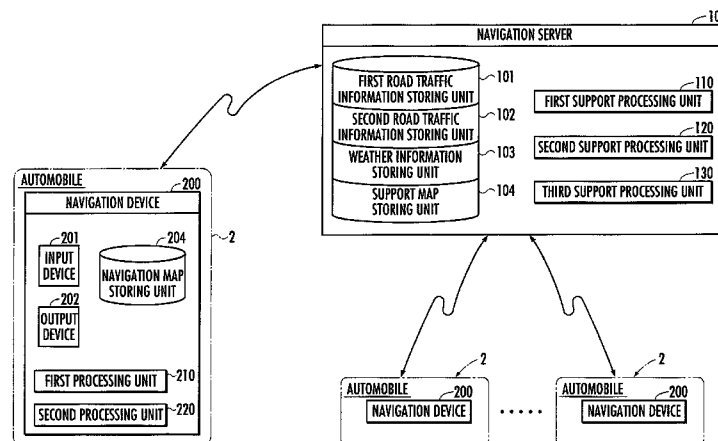 10
NAVIGATION SERVER
FIRST ROAD TRAFFIC
INFORMATION STORING UNIT
101
SECOND ROAD TRAFFIC
INFORMATION STORING UNIT
102
WEATHER INFORMATION
STORING UNIT
103
SUPPORT MAP
STORING UNIT
104
110
FIRST SUPPORT PROCESSING UNIT
120
SECOND SUPPORT PROCESSING UNIT
130
THIRD SUPPORT PROCESSING UNIT
AUTOMOBILE
200
NAVIGATION DEVICE
2
201
INPUT
DEVICE
204
NAVIGATION MAP
STORING UNIT
202
OUTPUT
DEVICE
FIRST PROCESSING UNIT
210
SECOND PROCESSING UNIT
220
2
AUTOMOBILE
200
NAVIGATION DEVICE
.....
2
AUTOMOBILE
200
NAVIGATION DEVICE